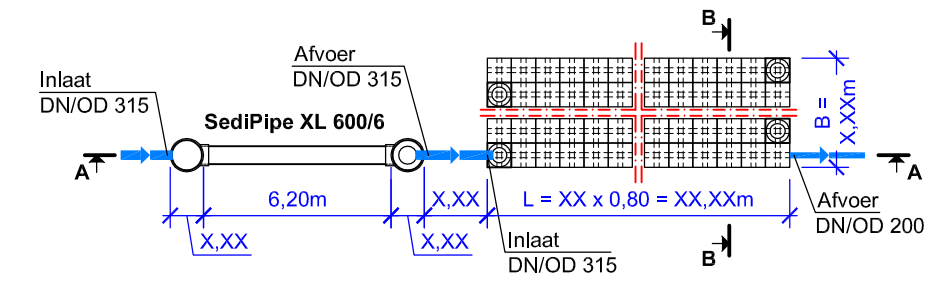 B
Afvoer
DN/OD 315
Inlaat
DN/OD 315
SediPipe XL 600/6
B =
X,XXm
A
A
6,20m
X,XX
L = XX x 0,80 = XX,XXm
Afvoer
DN/OD 200
X,XX
X,XX
Inlaat
DN/OD 315
B